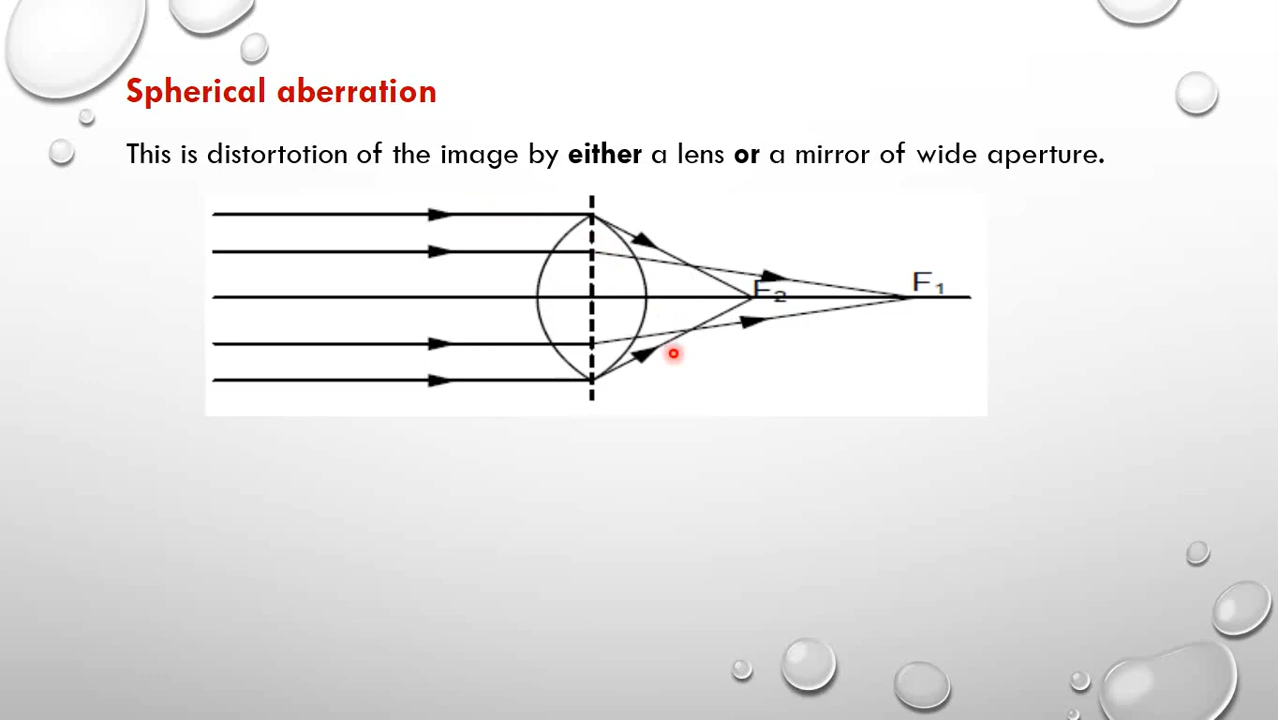 Spherical aberration
This is distortotion of the image by either a lens or a mirror of wide aperture.
F₂
F₁